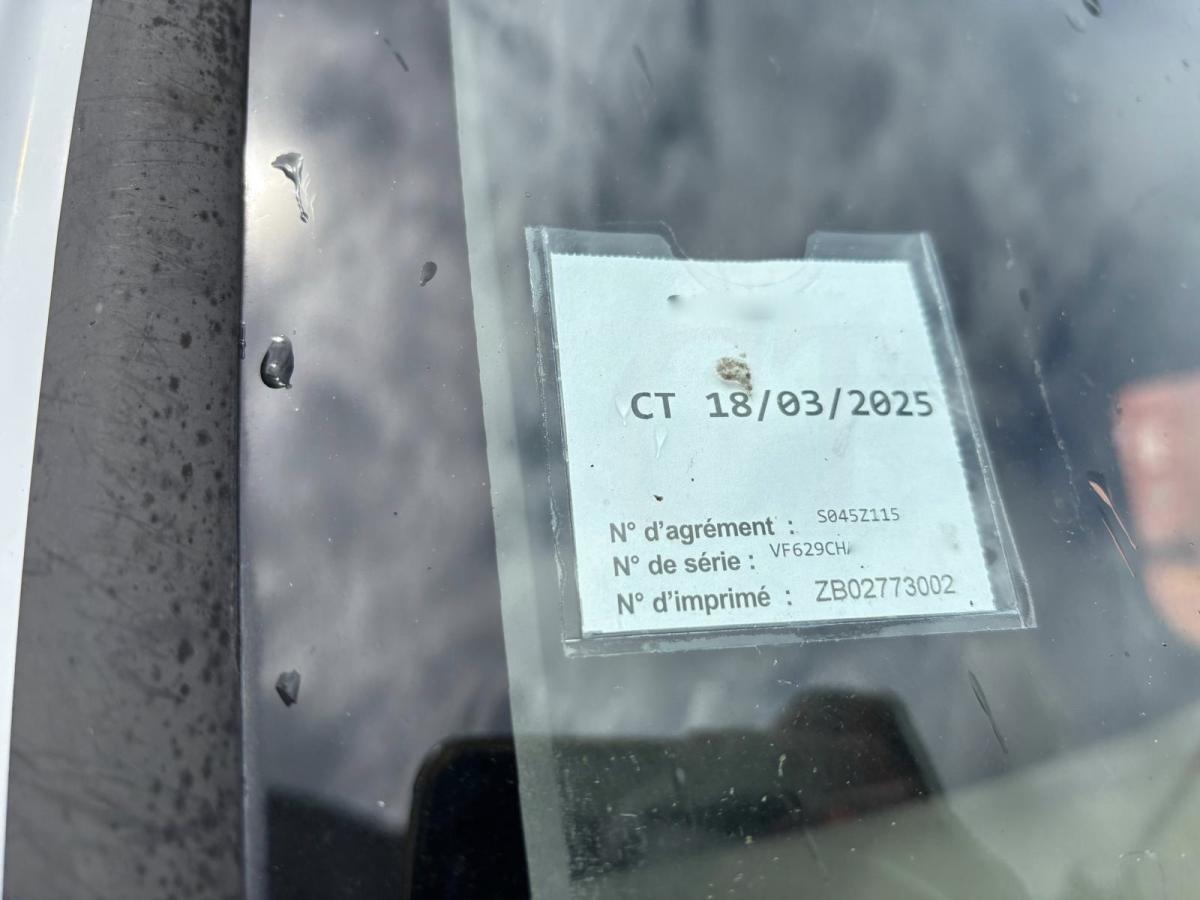 CT 18/03/2025
N° d'agrément : S045Z115
N° de série : VF629CH
N° d'imprimé : ZB02773002